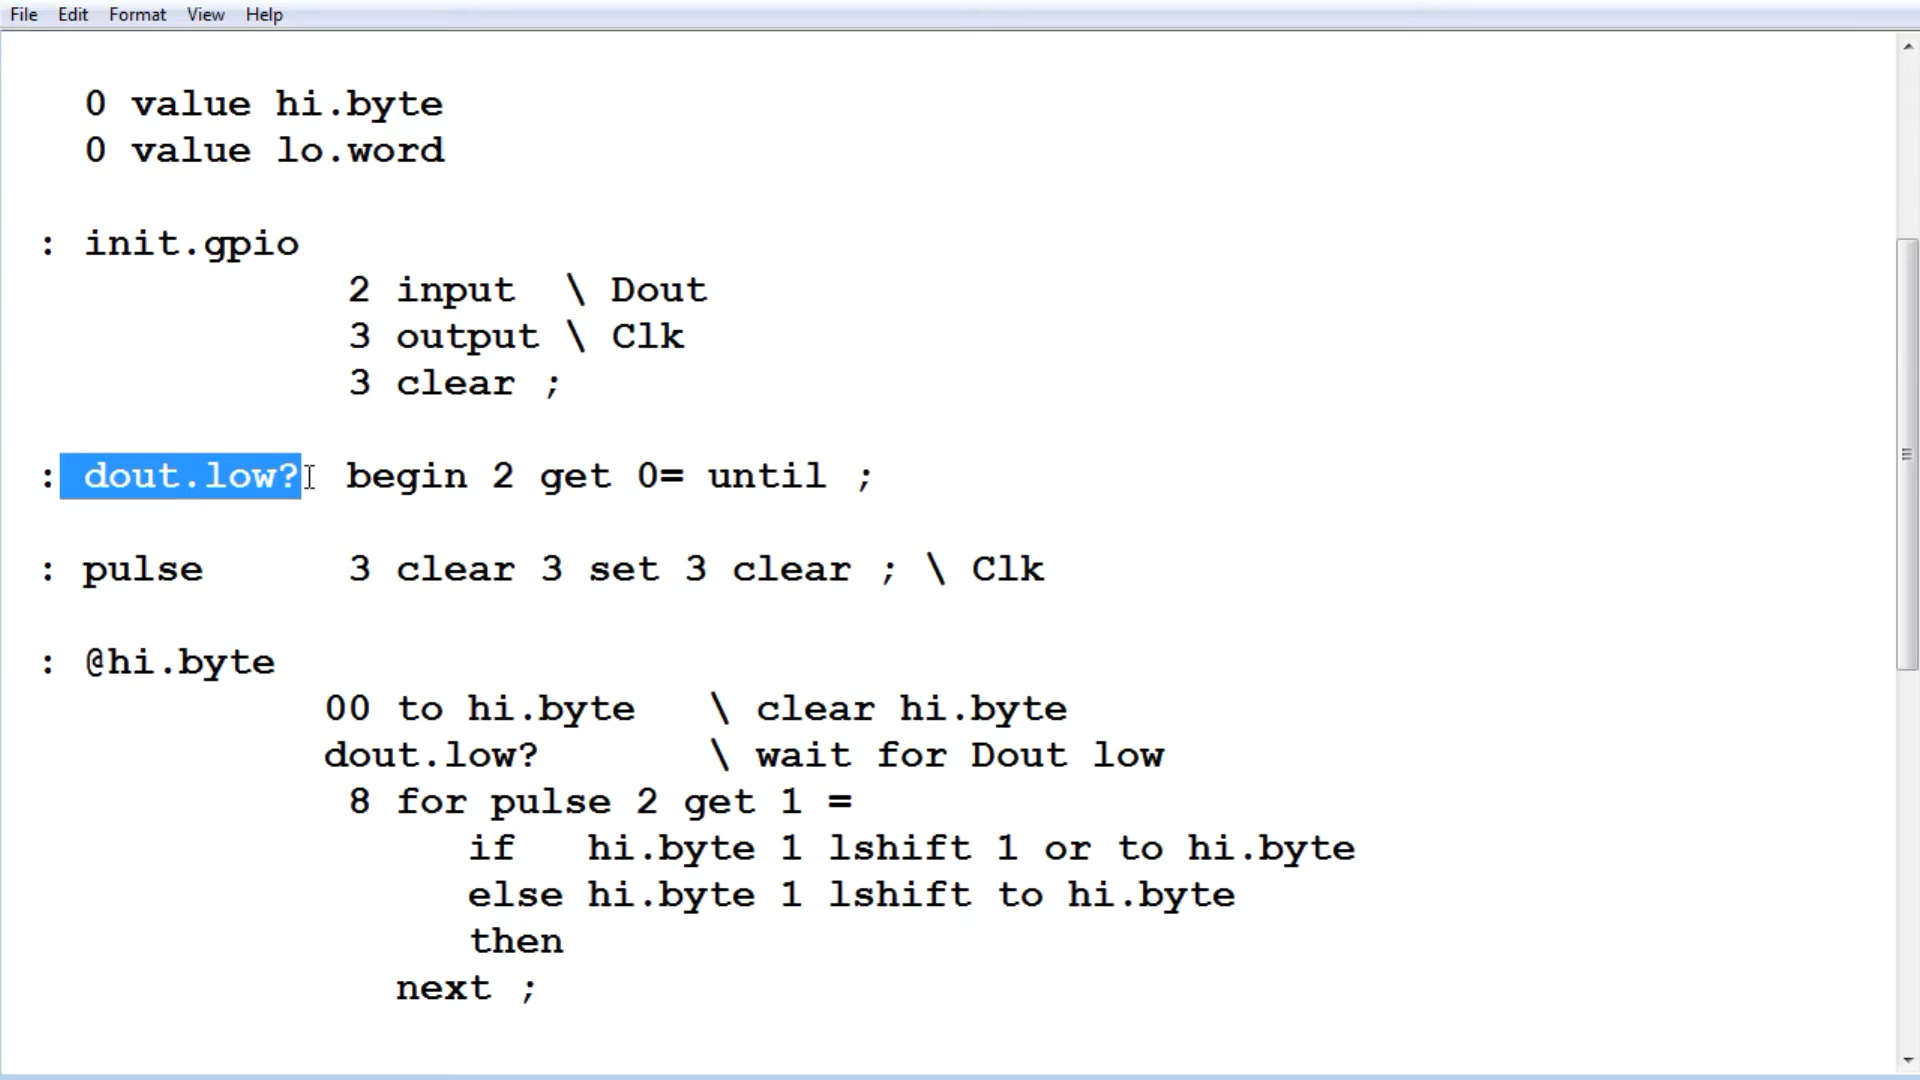 File Edit Format View Help
0 value hi.byte
0 value lo.word
: init.gpio
2 input \ Dout
3 output \ Clk
3 clear ;
: dout.low? begin 2 get 0= until ;
: pulse 3 clear 3 set 3 clear ; \ Clk
: @hi.byte
00 to hi.byte \ clear hi.byte
dout.low? \ wait for Dout low
8 for pulse 2 get 1 =
if hi.byte 1 lshift 1 or to hi.byte
else hi.byte 1 lshift to hi.byte
then
next ;